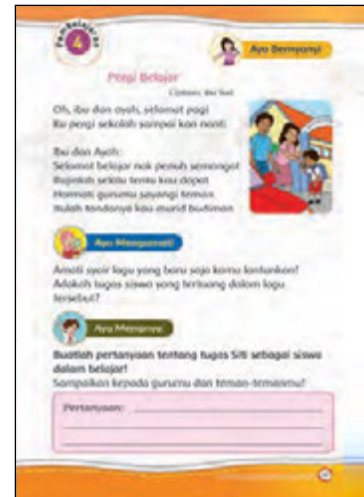 Pembelajaran
4
Ayo Bernyanyi
Pergi Belajar
Ciptaan: Ibu Sud
Oh, ibu dan ayah, selamat pagi
Ku pergi sekolah sampai kan nanti
Ibu dan Ayah:
Selamat belajar nak penuh semangat
Rajinlah selalu tentu kau dapat
Hormati gurumu sayangi teman
Itulah tandanya kau murid budiman
Ayo Mengamati
Amati syair lagu yang baru saja kamu lantunkan!
Adakah tugas siswa yang tertuang dalam lagu
tersebut?
Ayo Menanya
Buatlah pertanyaan tentang tugas Siti sebagai siswa
dalam belajar!
Sampaikan kepada gurumu dan teman-temanmu!
Pertanyaan: